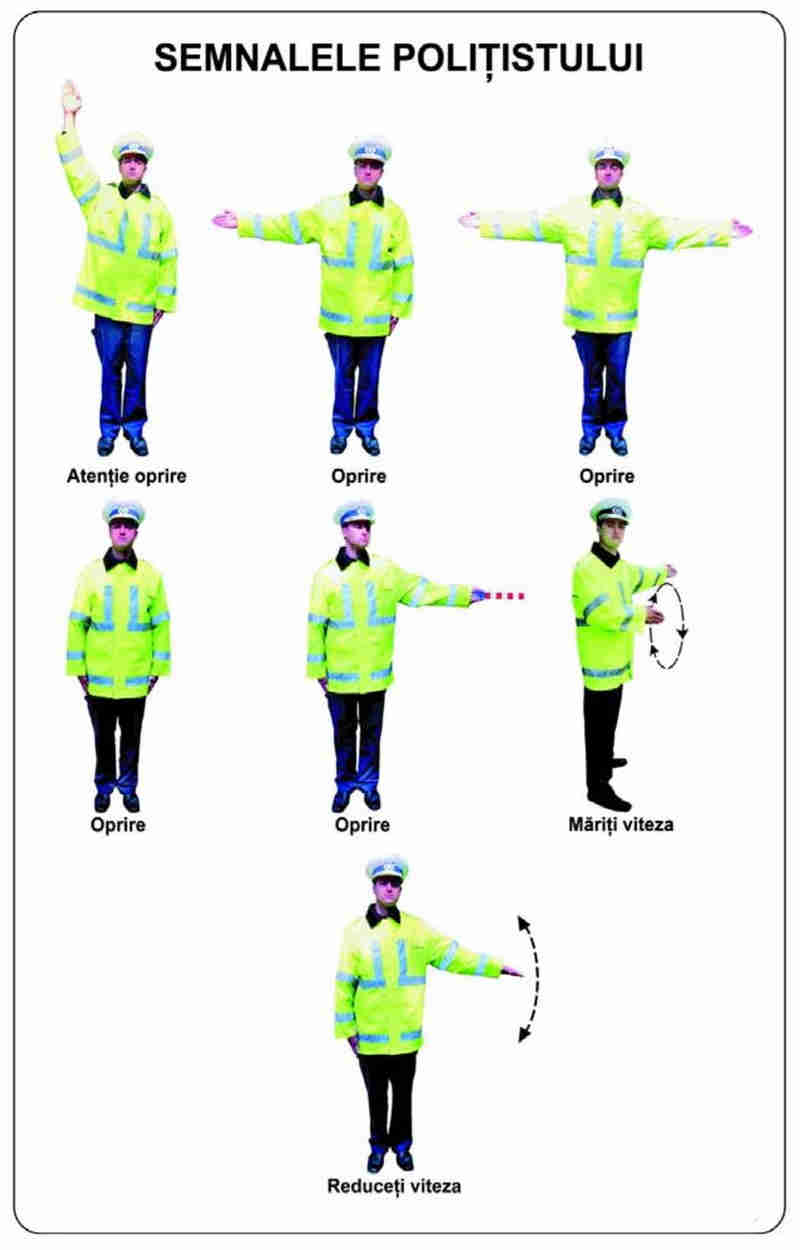 SEMNALELE POLIȚISTULUI
Atenție oprire
Oprire
Oprire
Oprire
Oprire
Măriți viteza
Reduceți viteza